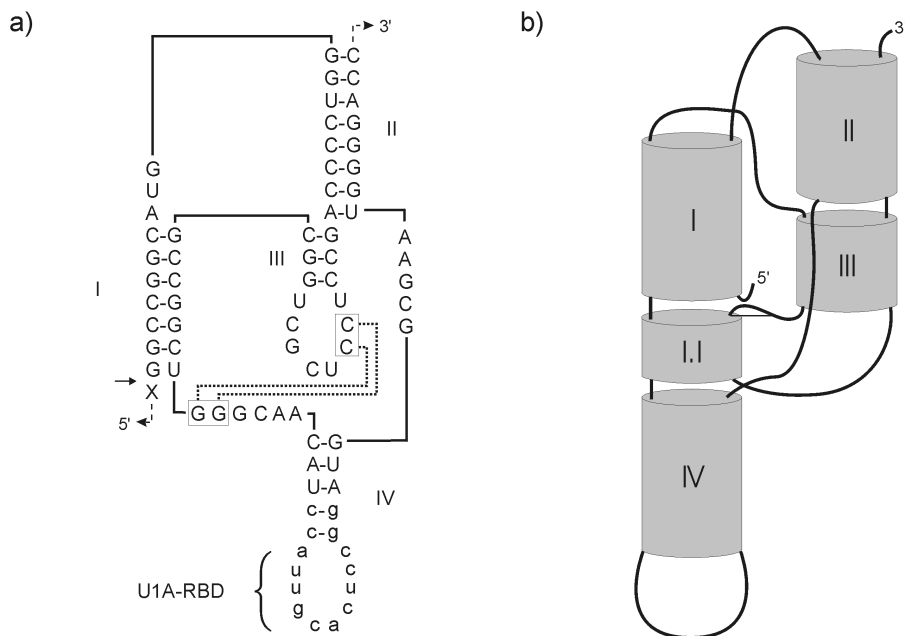 a)
b)
3'
G-C
G-C
U-A
C-G
C-G
C-G
C-G
A-U
II
G
U
A
C-G
G-C
G-C
C-G
C-G
G-C
G-U
X
I
5'
C-G
G-C
G-C
U
C
G
C
U
U
C
C
III
A
A
G
C
G
G G G C A A
C-G
A-U
U-A
c-g
c-g
IV
a
u
u
g
c
a
c
u
c
c
U1A-RBD
3
II
I
III
5'
I.I
IV